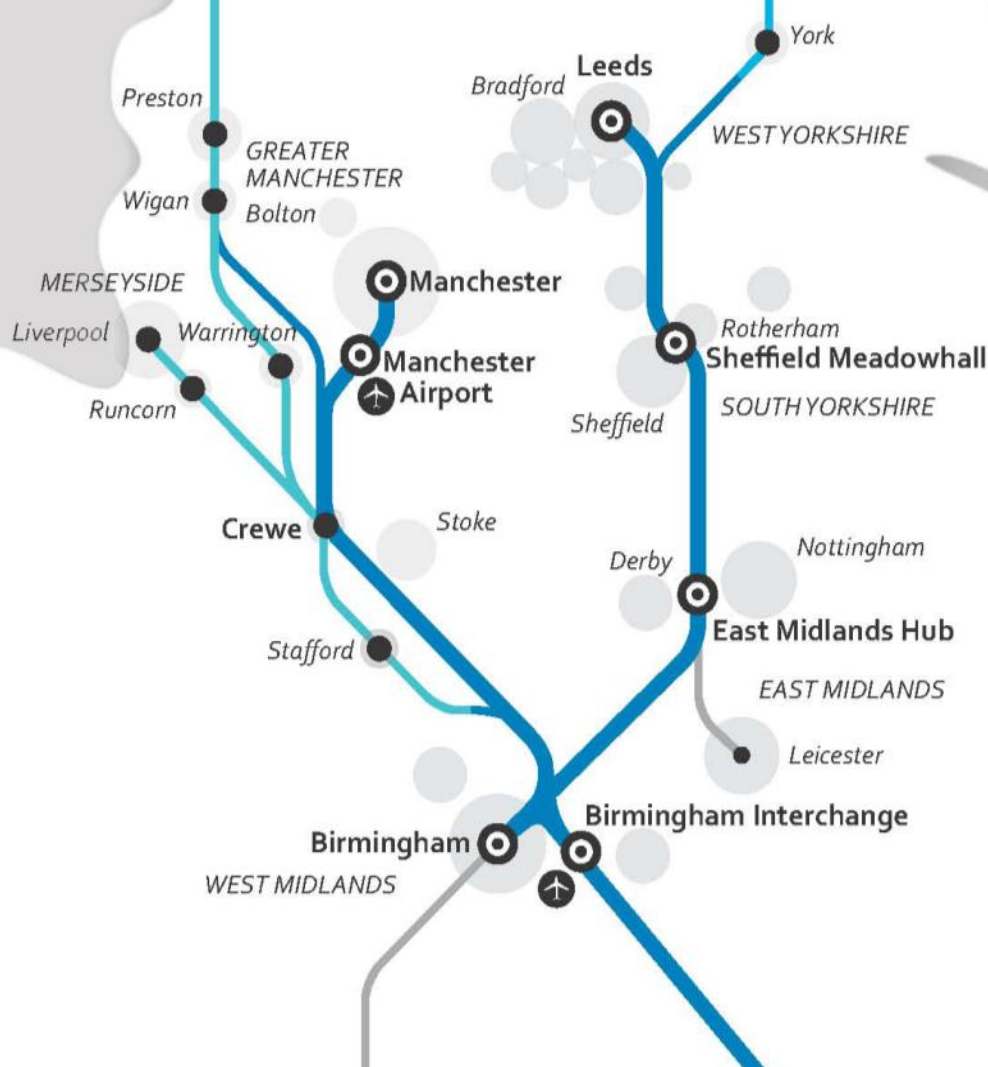 York
Leeds
Bradford
Preston
WEST YORKSHIRE
GREATER
MANCHESTER
Wigan
Bolton
Manchester
MERSEYSIDE
Liverpool
Warrington
Rotherham
Manchester
Airport
Sheffield Meadowhall
Runcorn
SOUTH YORKSHIRE
Sheffield
Crewe
Stoke
Nottingham
Derby
East Midlands Hub
Stafford
EAST MIDLANDS
Leicester
Birmingham Interchange
Birmingham
WEST MIDLANDS